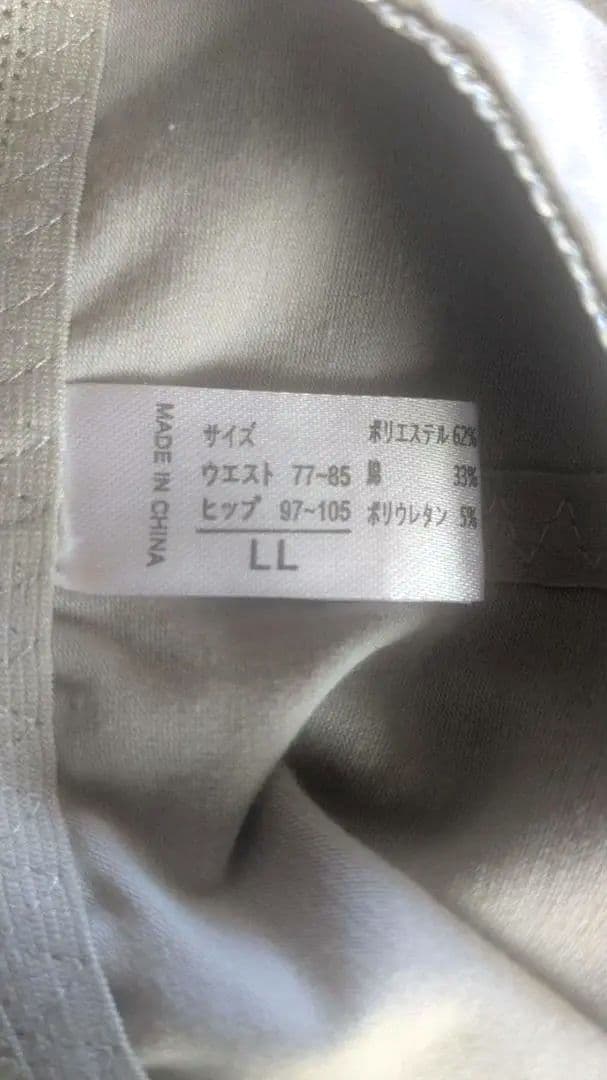 サイズ
ウエスト 77~85
ヒップ 97~105
LL
ポリエステル 62%
綿 33%
ポリウレタン 5%
MADE IN CHINA